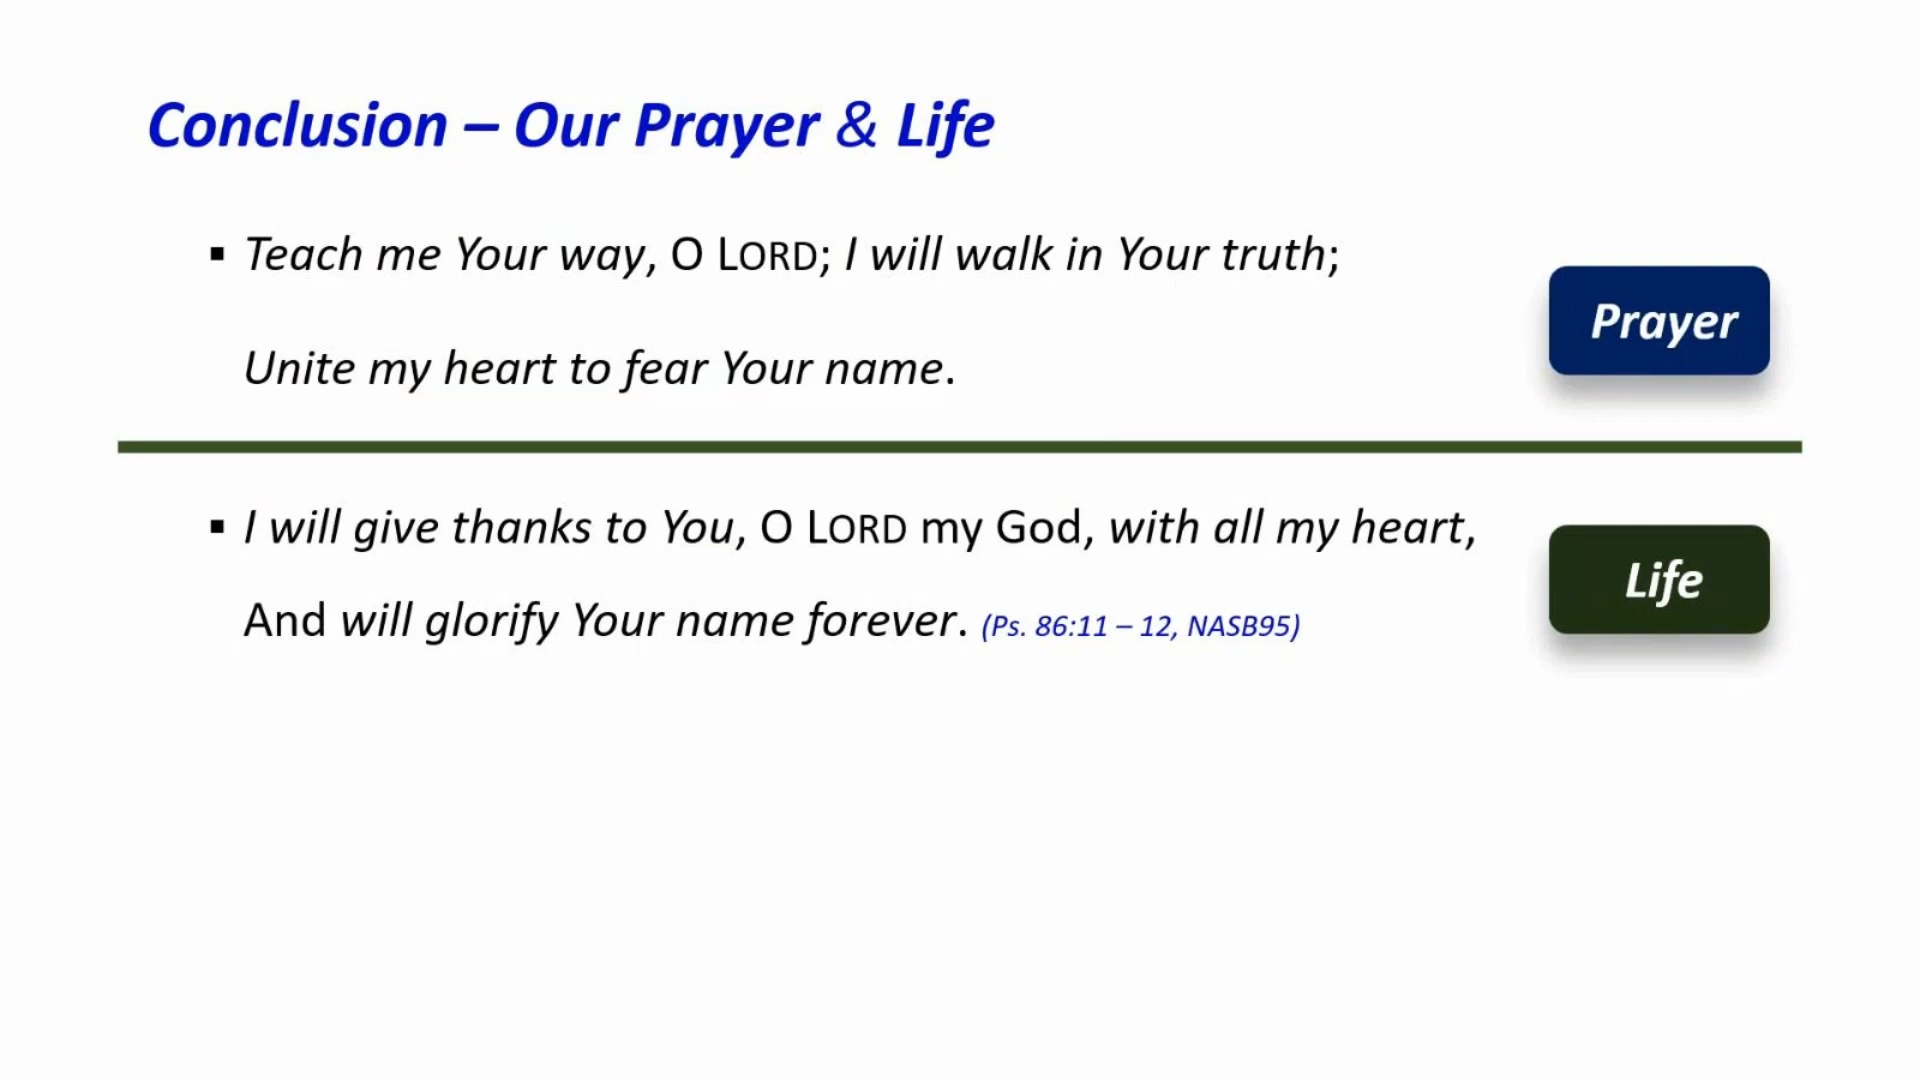 Conclusion – Our Prayer & Life
▪ Teach me Your way, O LORD; I will walk in Your truth;
Unite my heart to fear Your name.
Prayer
▪ I will give thanks to You, O LORD my God, with all my heart,
And will glorify Your name forever. (Ps. 86:11 – 12, NASB95)
Life